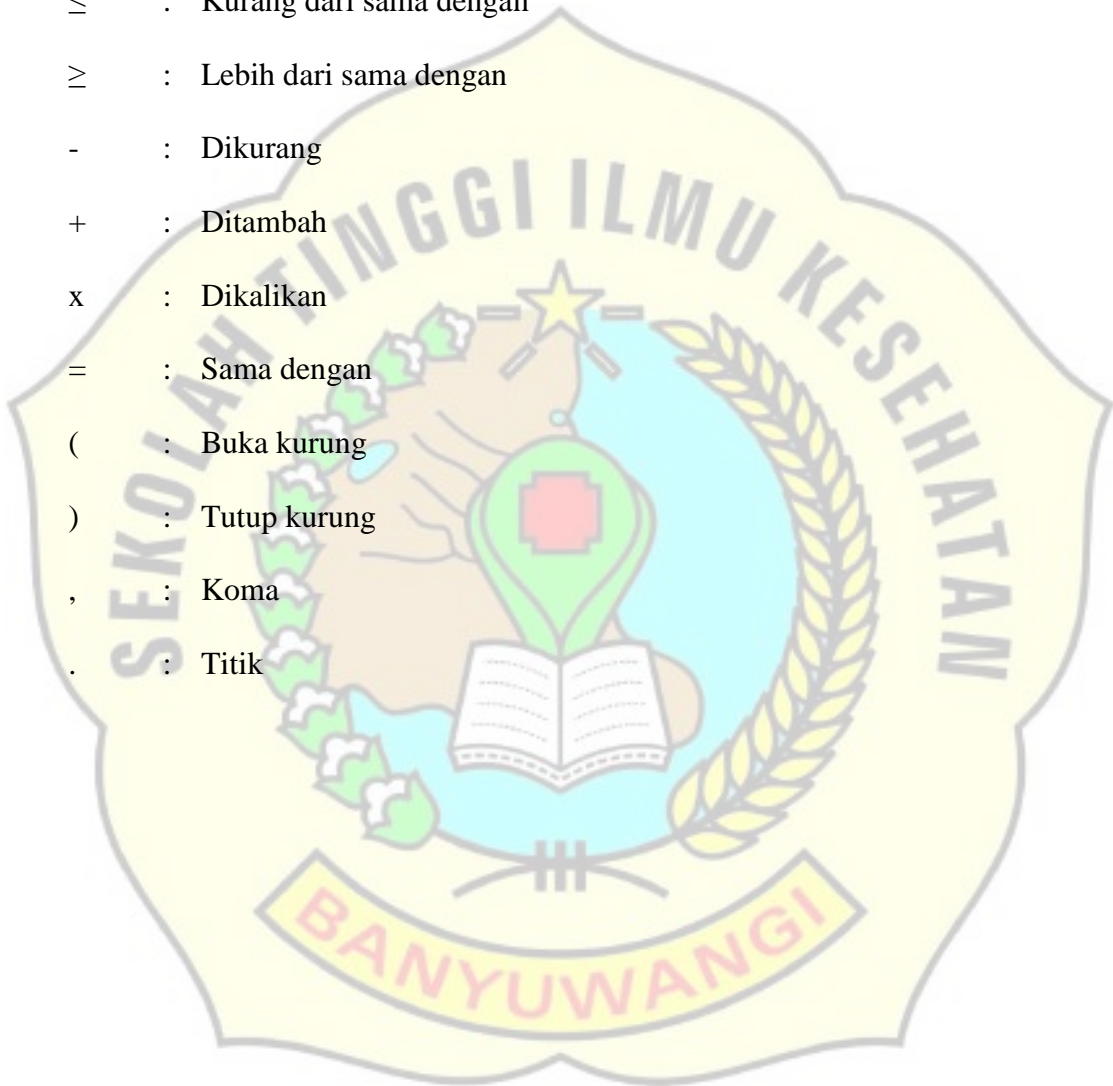 ≤ : Kurang dari sama dengan
≥ : Lebih dari sama dengan
- : Dikurang
+ : Ditambah
x : Dikalikan
= : Sama dengan
( : Buka kurung
) : Tutup kurung
, : Koma
. : Titik
SEKOLAH TINGGI ILMU KESEHATAN
BANYUWANGI